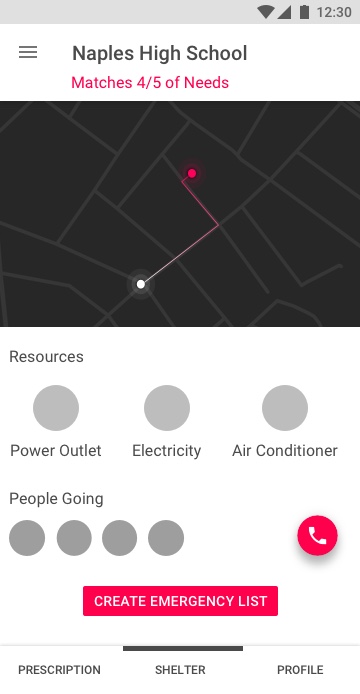 12:30
Naples High School
Matches 4/5 of Needs
Resources
Power Outlet Electricity Air Conditioner
People Going
CREATE EMERGENCY LIST
PRESCRIPTION SHELTER PROFILE